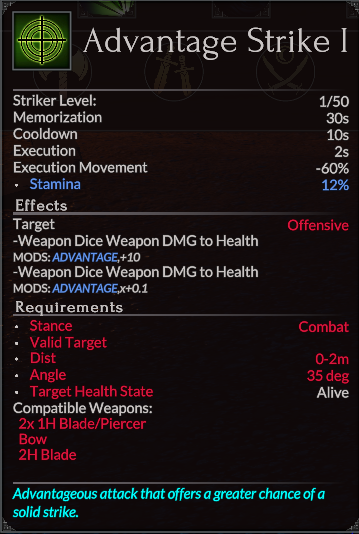 Advantage Strike I
Striker Level: 1/50
Memorization 30s
Cooldown 10s
Execution 2s
Execution Movement -60%
• Stamina 12%
Effects
Target Offensive
-Weapon Dice Weapon DMG to Health
MODS: ADVANTAGE,+10
-Weapon Dice Weapon DMG to Health
MODS: ADVANTAGE,x+0.1
Requirements
• Stance Combat
• Valid Target
• Dist 0-2m
• Angle 35 deg
• Target Health State Alive
Compatible Weapons:
2x 1H Blade/Piercer
Bow
2H Blade
Advantageous attack that offers a greater chance of a
solid strike.